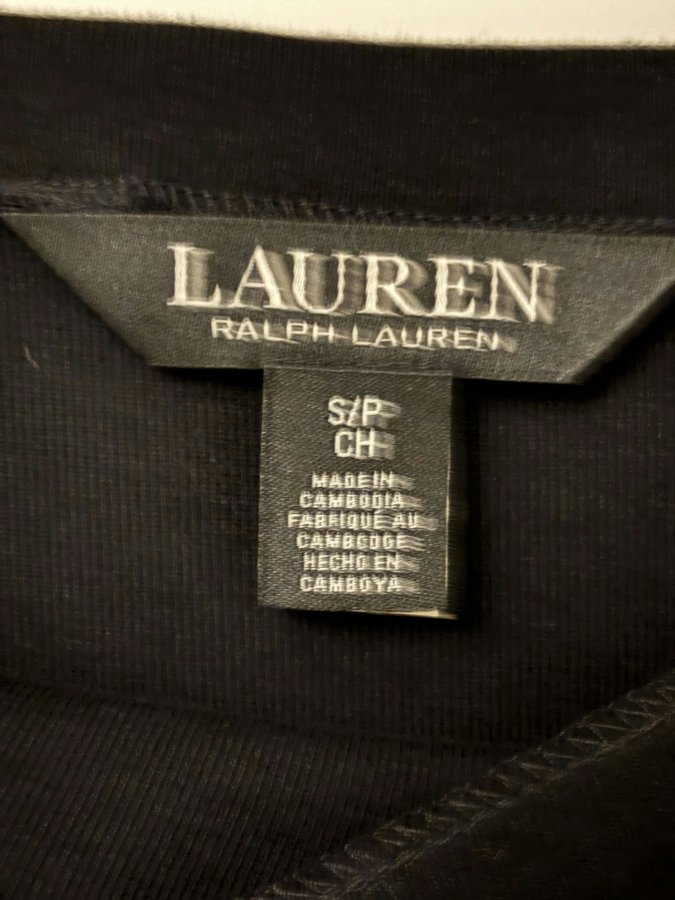 LAUREN
RALPH LAUREN
S/P
CH
MADE IN
CAMBODIA
FABRIQUÉ AU
CAMBODGE
HECHO EN
CAMBOYA